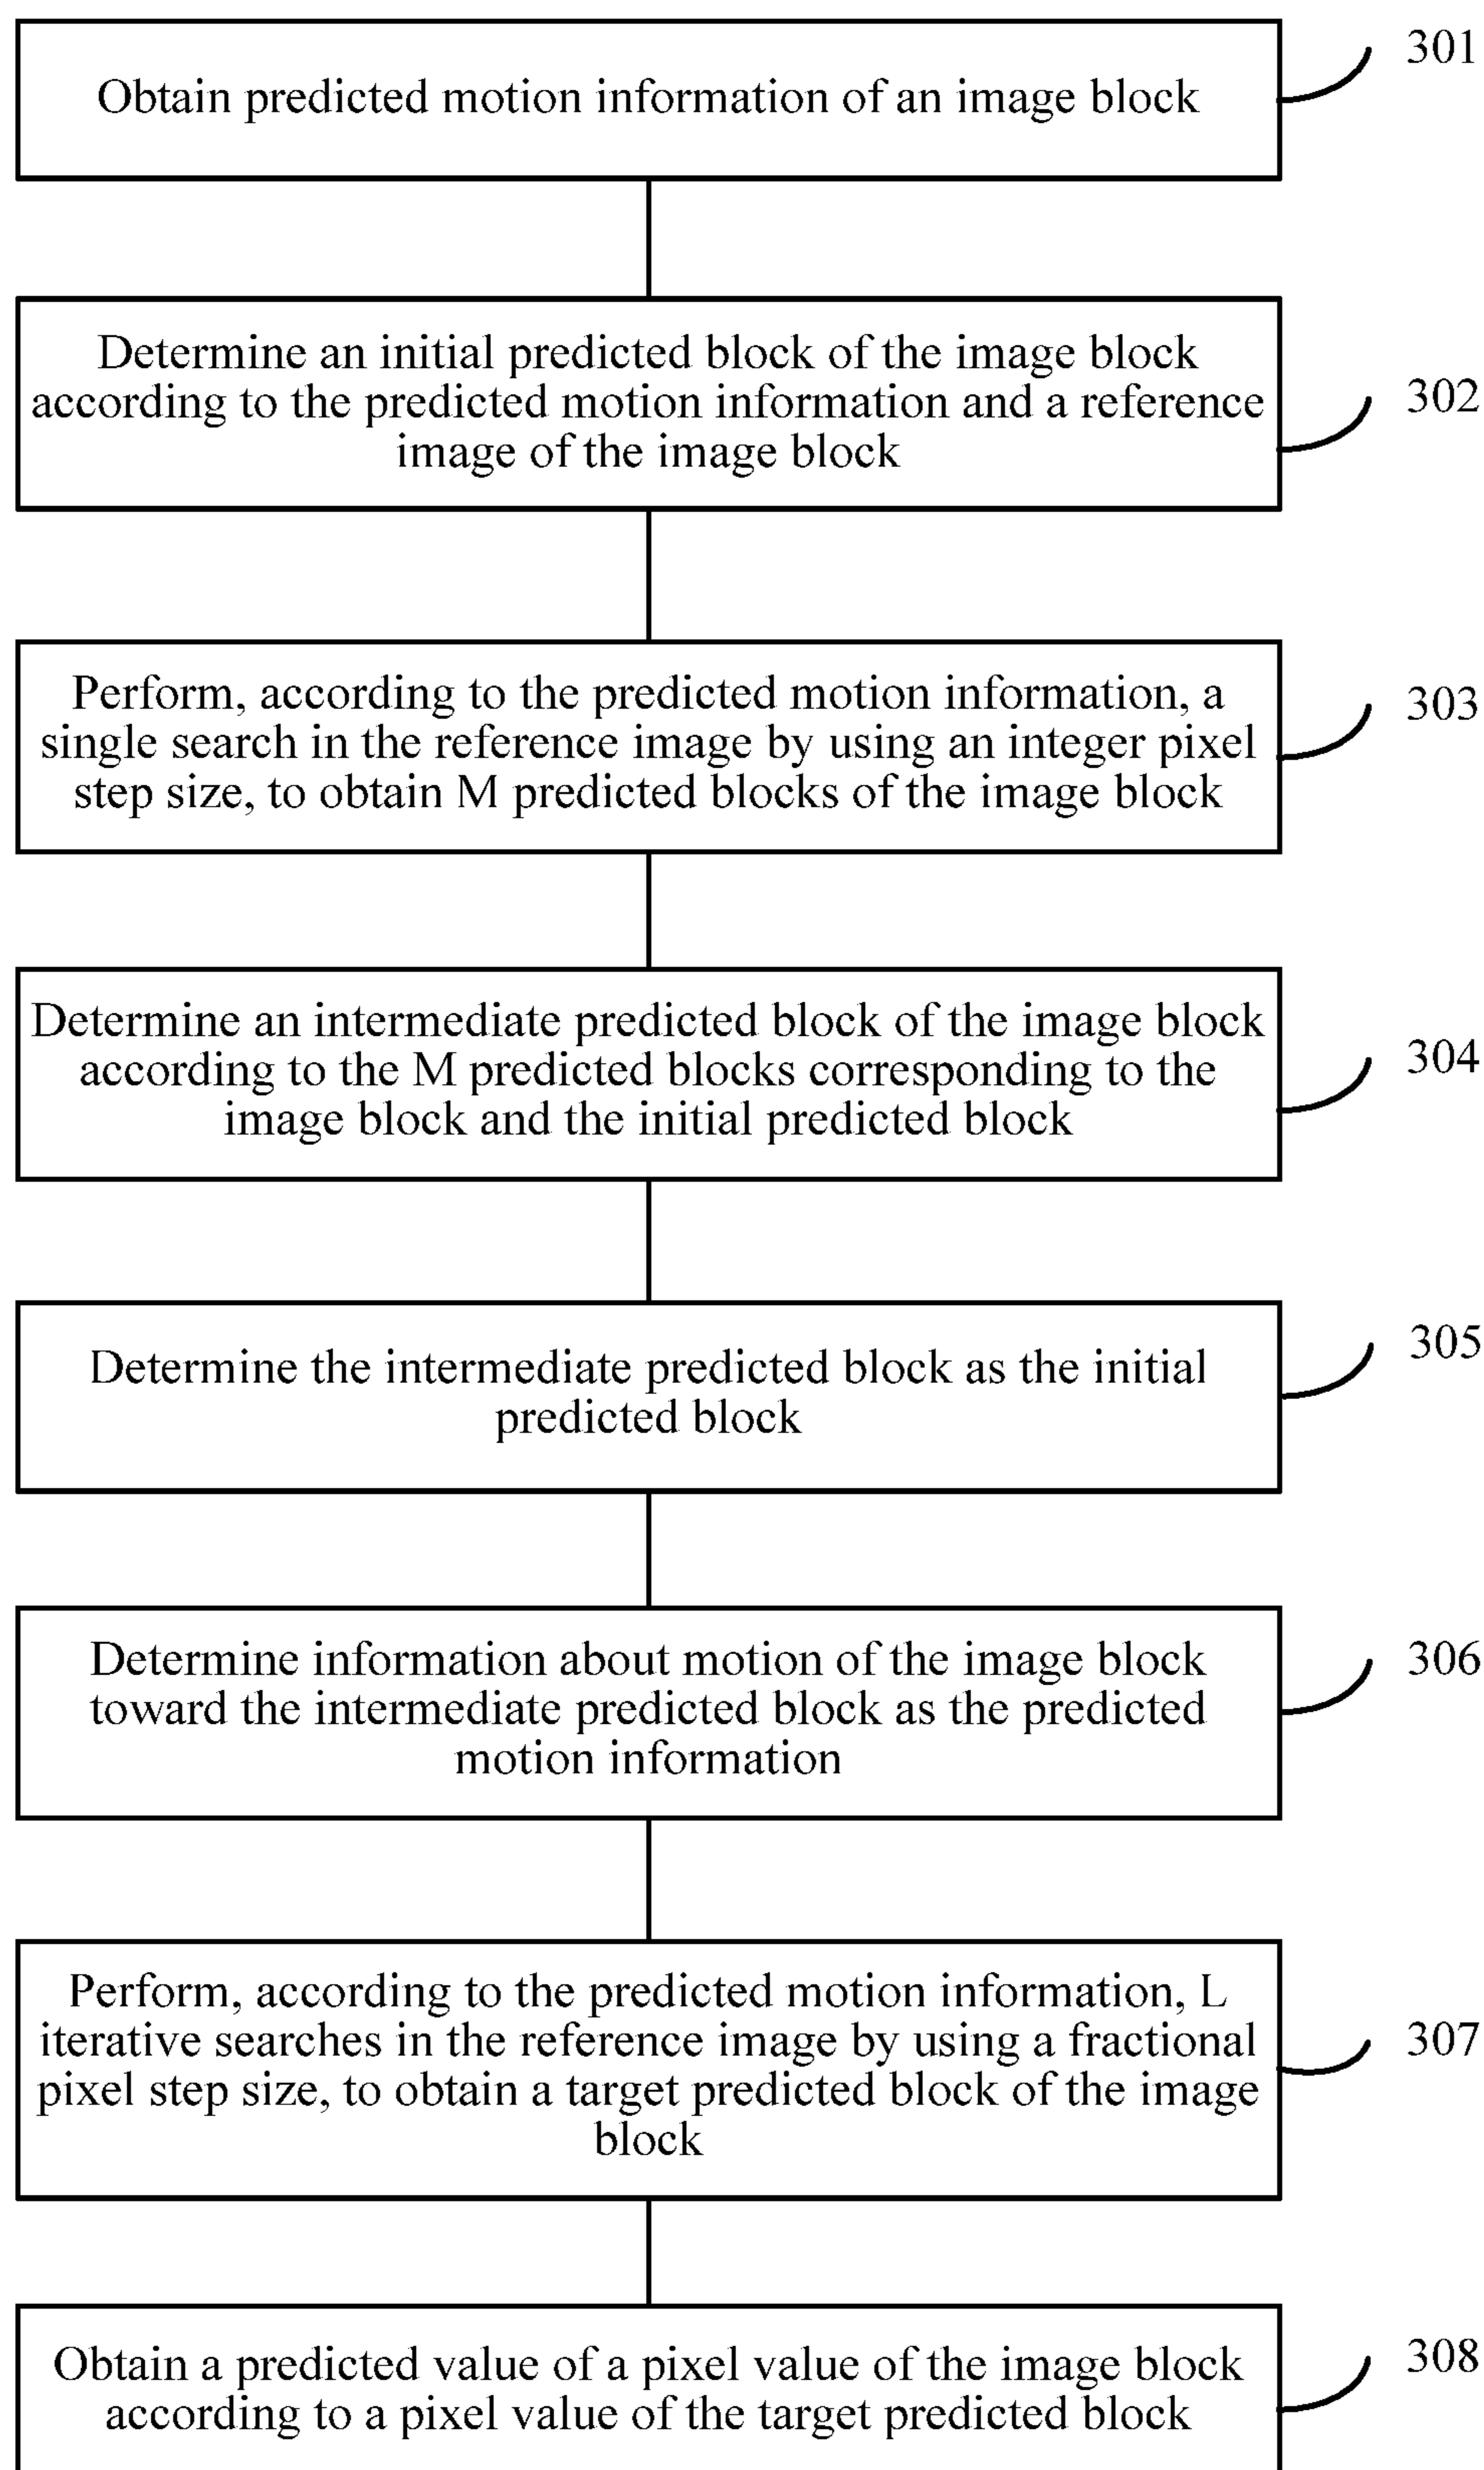 301
Obtain predicted motion information of an image block
Determine an initial predicted block of the image block
according to the predicted motion information and a reference
image of the image block
302
Perform, according to the predicted motion information, a
single search in the reference image by using an integer pixel
step size, to obtain M predicted blocks of the image block
303
Determine an intermediate predicted block of the image block
according to the M predicted blocks corresponding to the
image block and the initial predicted block
304
Determine the intermediate predicted block as the initial
predicted block
305
Determine information about motion of the image block
toward the intermediate predicted block as the predicted
motion information
306
Perform, according to the predicted motion information, L
iterative searches in the reference image by using a fractional
pixel step size, to obtain a target predicted block of the image
block
307
Obtain a predicted value of a pixel value of the image block
according to a pixel value of the target predicted block
308